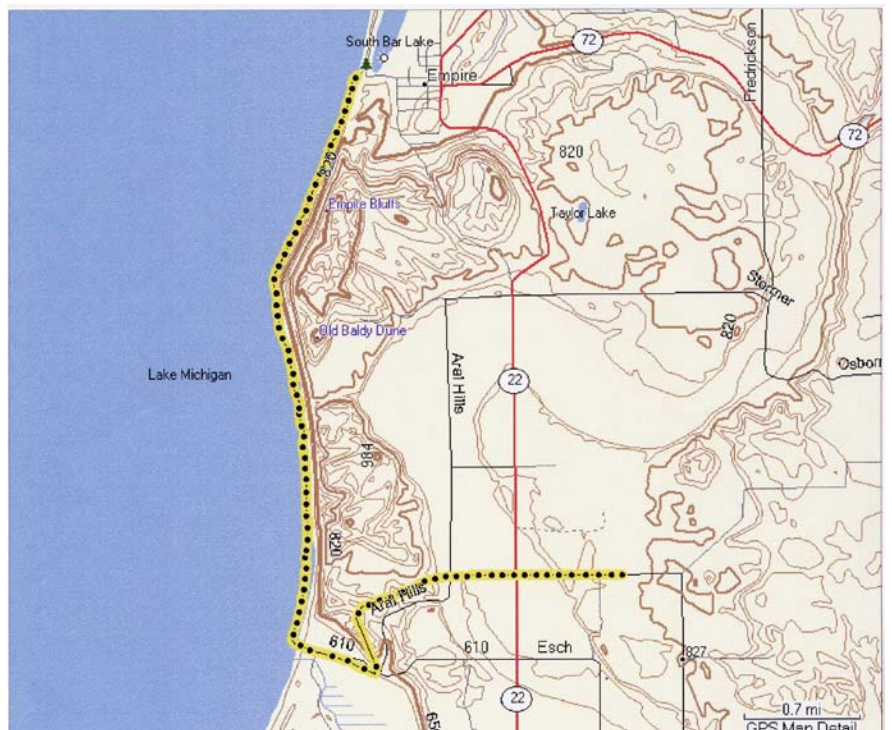 South Bar Lake
72
Empire
Fredrickson
72
820
820
Empire Bluffs
Taylor Lake
Stormer
Old Baldy Dune
820
Lake Michigan
Aral Hills
22
Osborn
984
820
Aral Hills
610
610
Esch
827
22
650
0.7 mi
GPS Map Detail